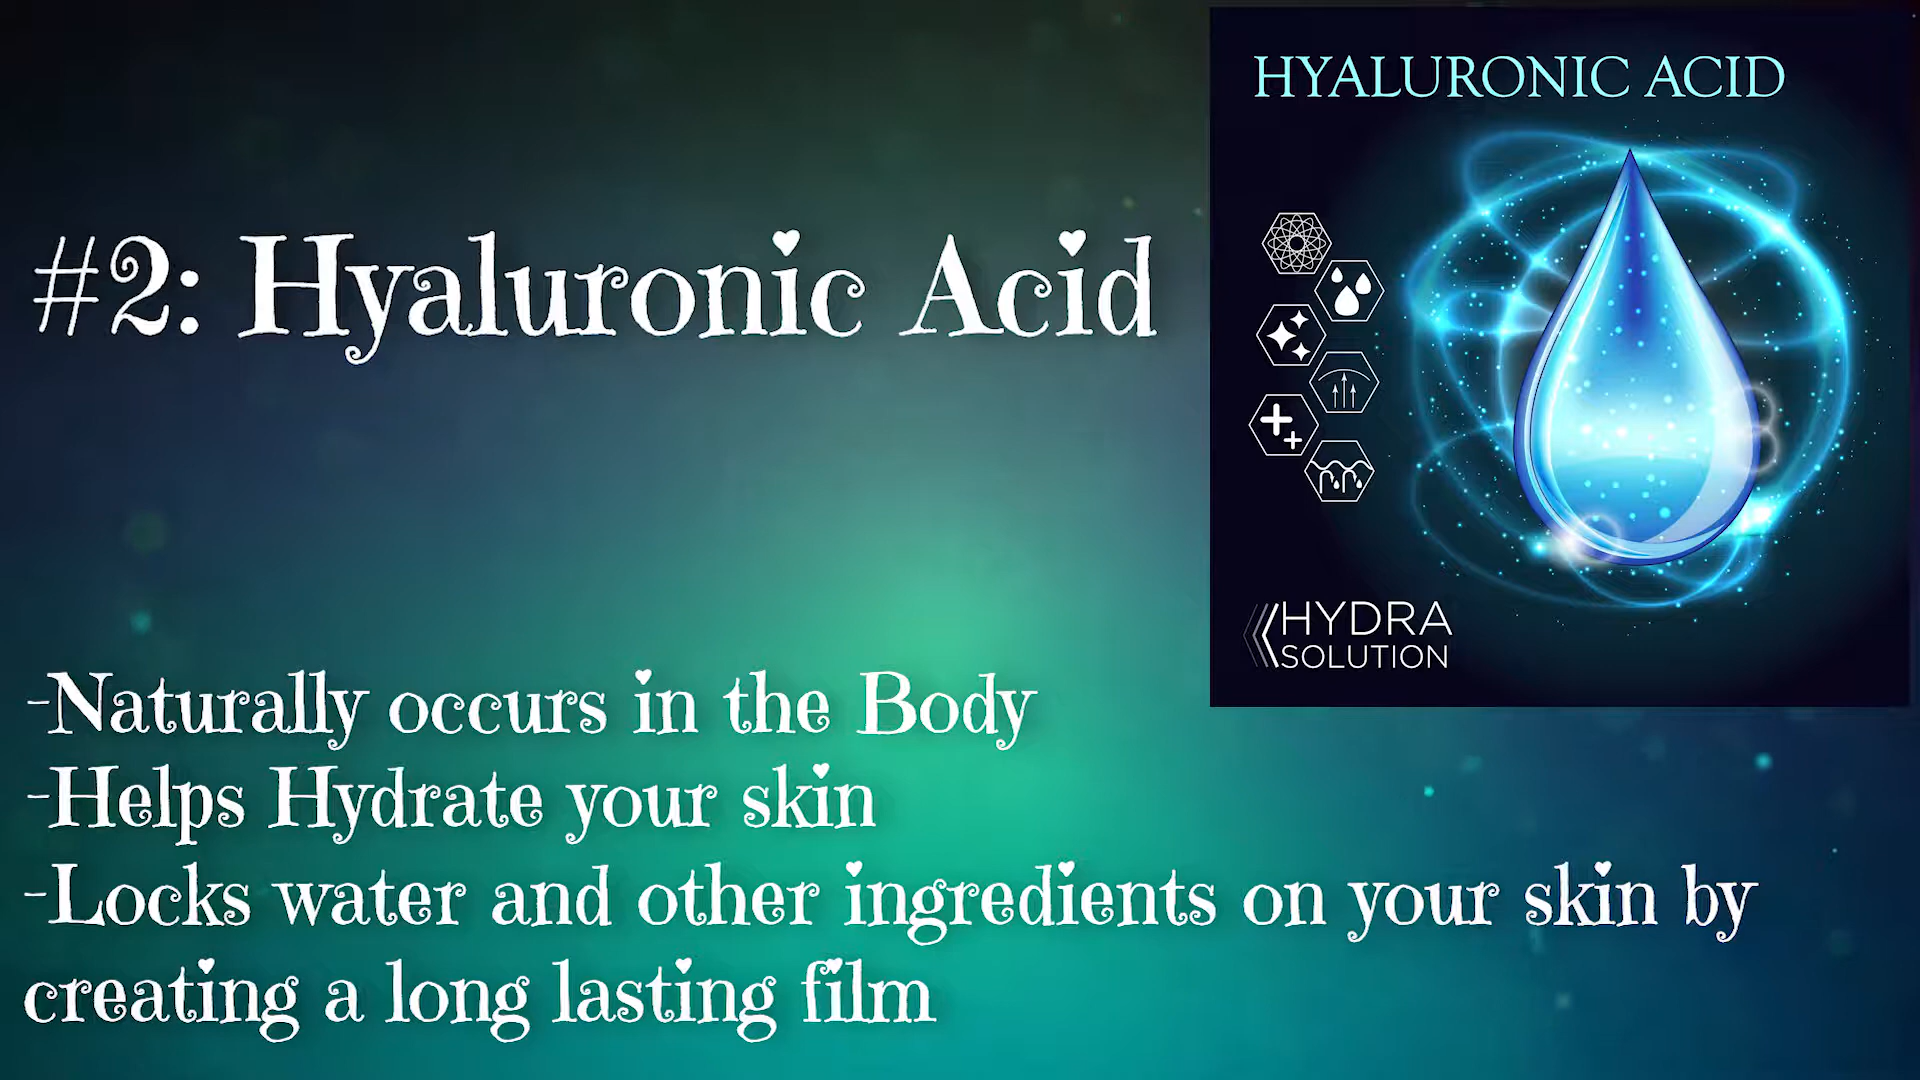 HYALURONIC ACID
#2: Hyaluronic Acid
HYDRA
SOLUTION
-Naturally occurs in the Body
-Helps Hydrate your skin
-Locks water and other ingredients on your skin by
creating a long lasting film